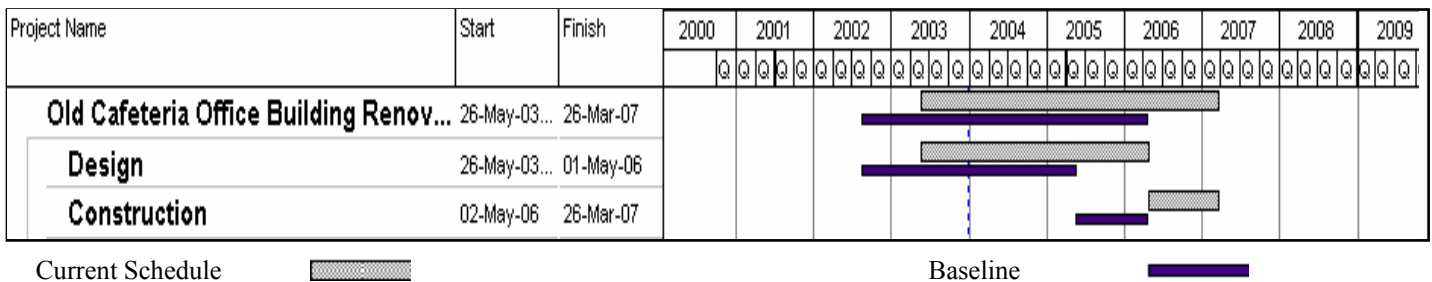 Project Name Start Finish 2000 2001 2002 2003 2004 2005 2006 2007 2008 2009
Q Q Q Q Q Q Q Q Q Q Q Q Q Q Q Q Q Q Q Q Q Q Q Q Q Q Q Q Q Q Q Q Q Q Q Q
Old Cafeteria Office Building Renov... 26-May-03... 26-Mar-07
Design 26-May-03... 01-May-06
Construction 02-May-06 26-Mar-07
Current Schedule Baseline